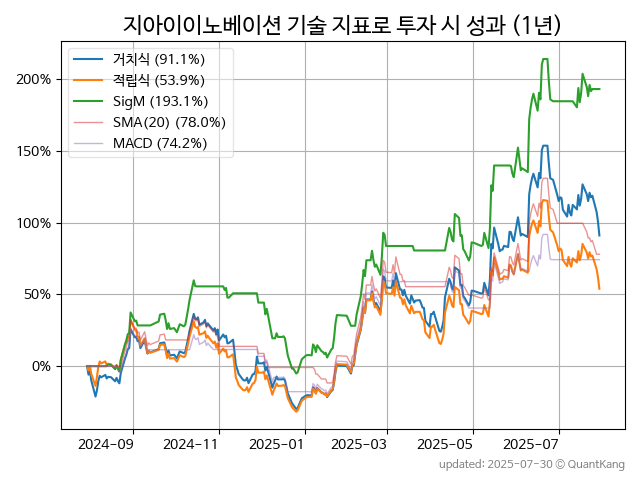 지아이이노베이션 기술 지표로 투자 시 성과 (1년)
거치식 (91.1%)
적립식 (53.9%)
SigM (193.1%)
SMA(20) (78.0%)
MACD (74.2%)
200%
150%
100%
50%
0%
2024-09 2024-11 2025-01 2025-03 2025-05 2025-07
updated: 2025-07-30 © QuantKang